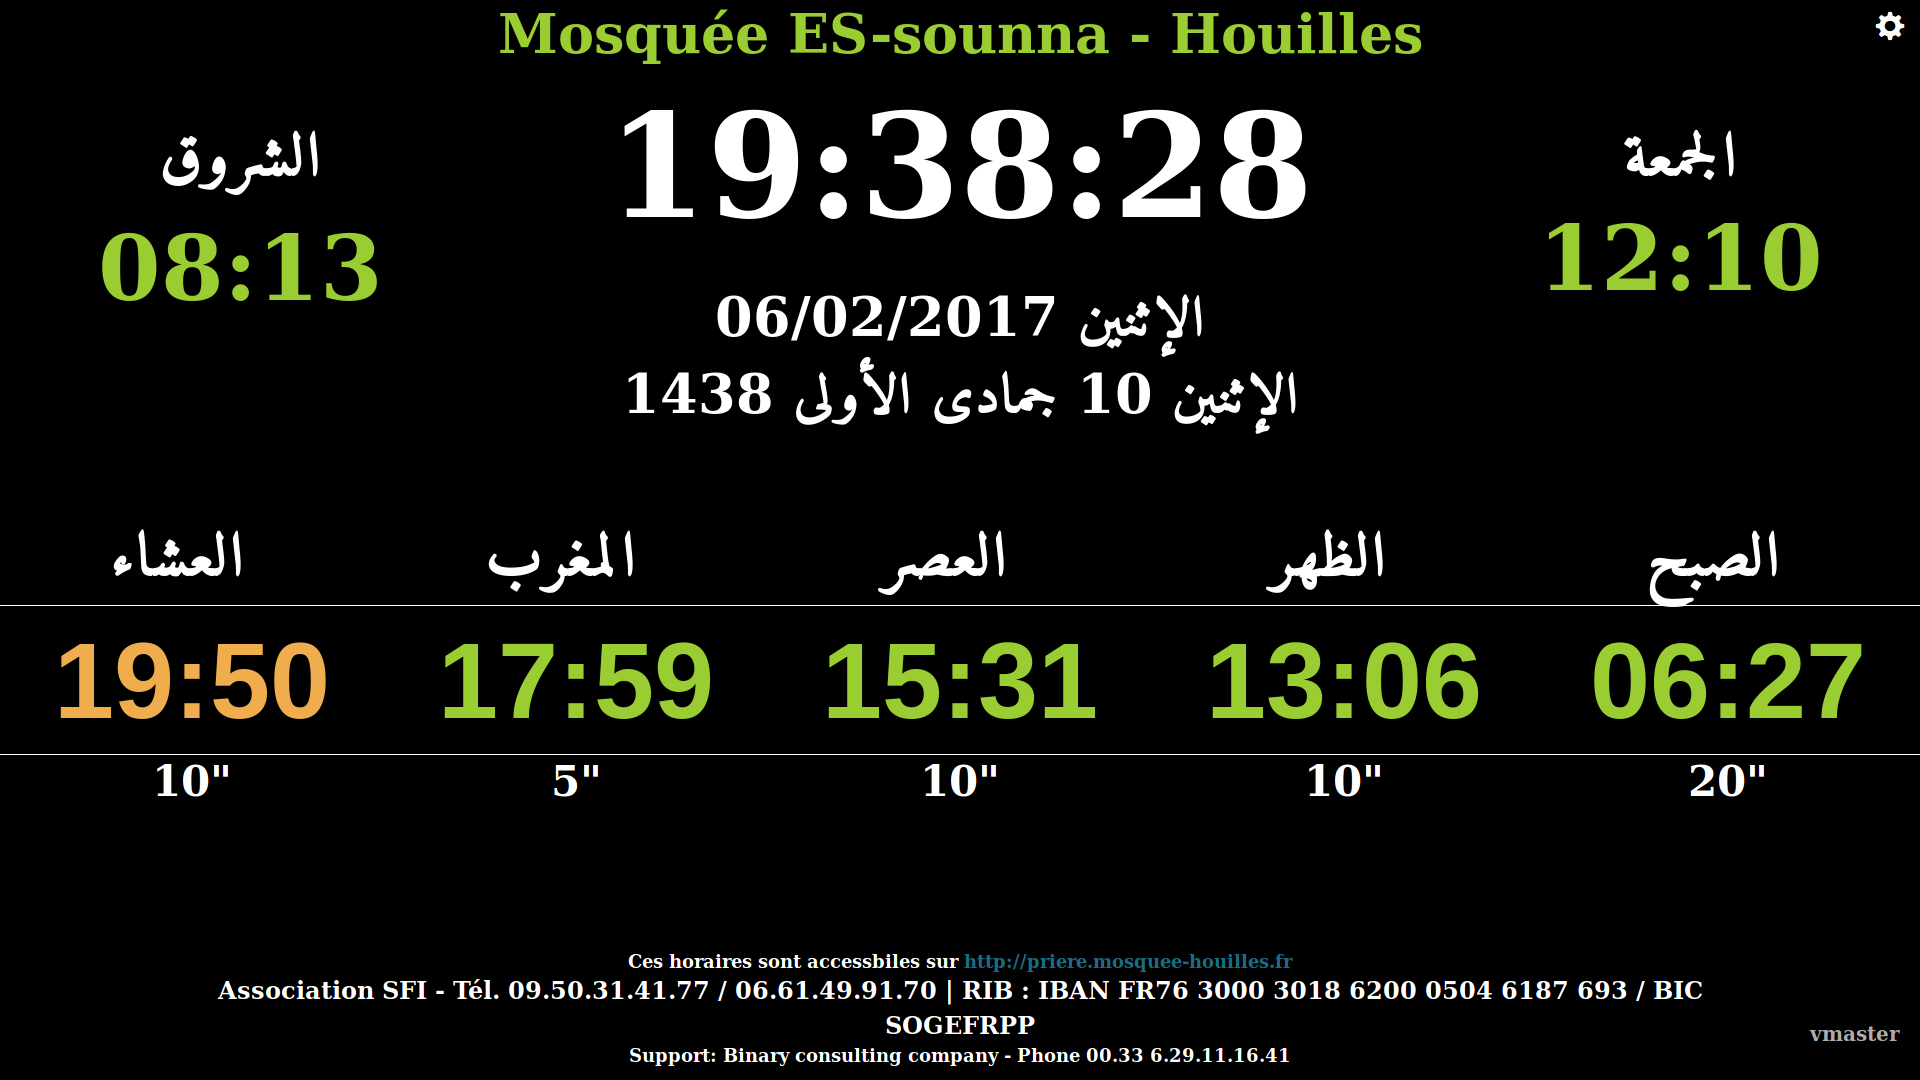 Mosquée ES-sounna - Houilles
19:38:28
الشروق
08:13
الجمعة
12:10
الإثنين 06/02/2017
الإثنين 10 جمادى الأولى 1438
الصبح الظهر العصر المغرب العشاء
19:50 17:59 15:31 13:06 06:27
10" 5" 10" 10" 20"
Ces horaires sont accessbiles sur http://priere.mosquee-houilles.fr
Association SFI - Tél. 09.50.31.41.77 / 06.61.49.91.70 | RIB : IBAN FR76 3000 3018 6200 0504 6187 693 / BIC
SOGEFRPP
Support: Binary consulting company - Phone 00.33 6.29.11.16.41
vmaster